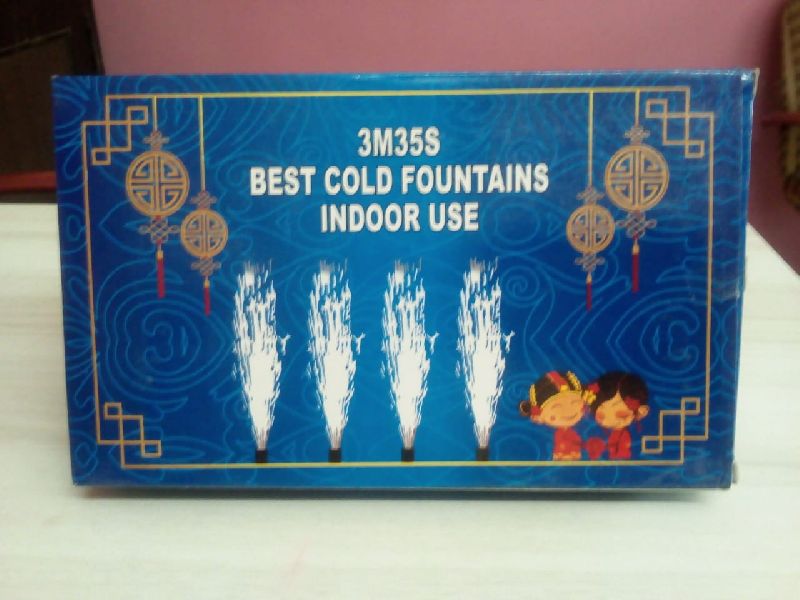 3M35S
BEST COLD FOUNTAINS
INDOOR USE